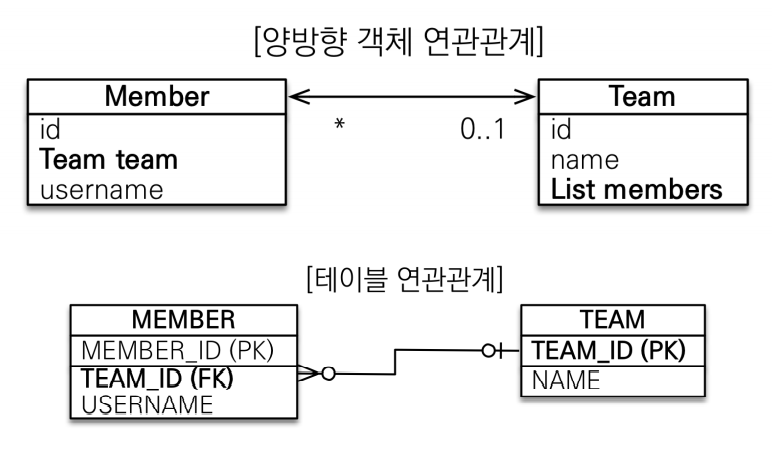 [양방향 객체 연관관계]
Member
id
Team team
username
* 0..1
Team
id
name
List members
[테이블 연관관계]
MEMBER
MEMBER_ID (PK)
TEAM_ID (FK)
USERNAME
TEAM
TEAM_ID (PK)
NAME